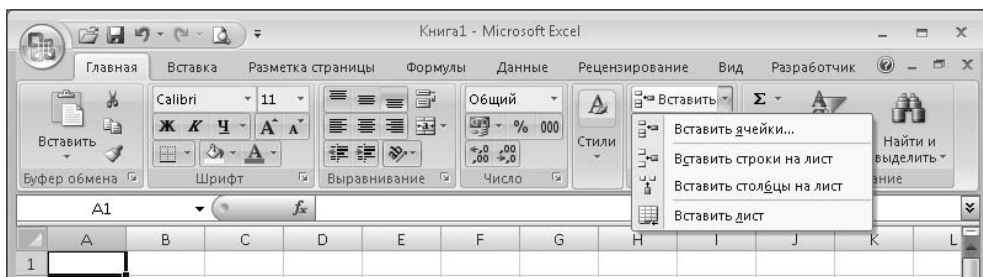 Книга1 - Microsoft Excel
Главная Вставка Разметка страницы Формулы Данные Рецензирование Вид Разработчик
Вставить
Calibri 11
Ж К Ч
Общий
% 000
,00 ,00
Стили
Вставить
Σ
Найти и выделить
Буфер обмена Шрифт Выравнивание Число ание
Вставить ячейки...
Вставить строки на лист
Вставить столбцы на лист
Вставить лист
A1 fx
A B C D E F G H I J K L
1